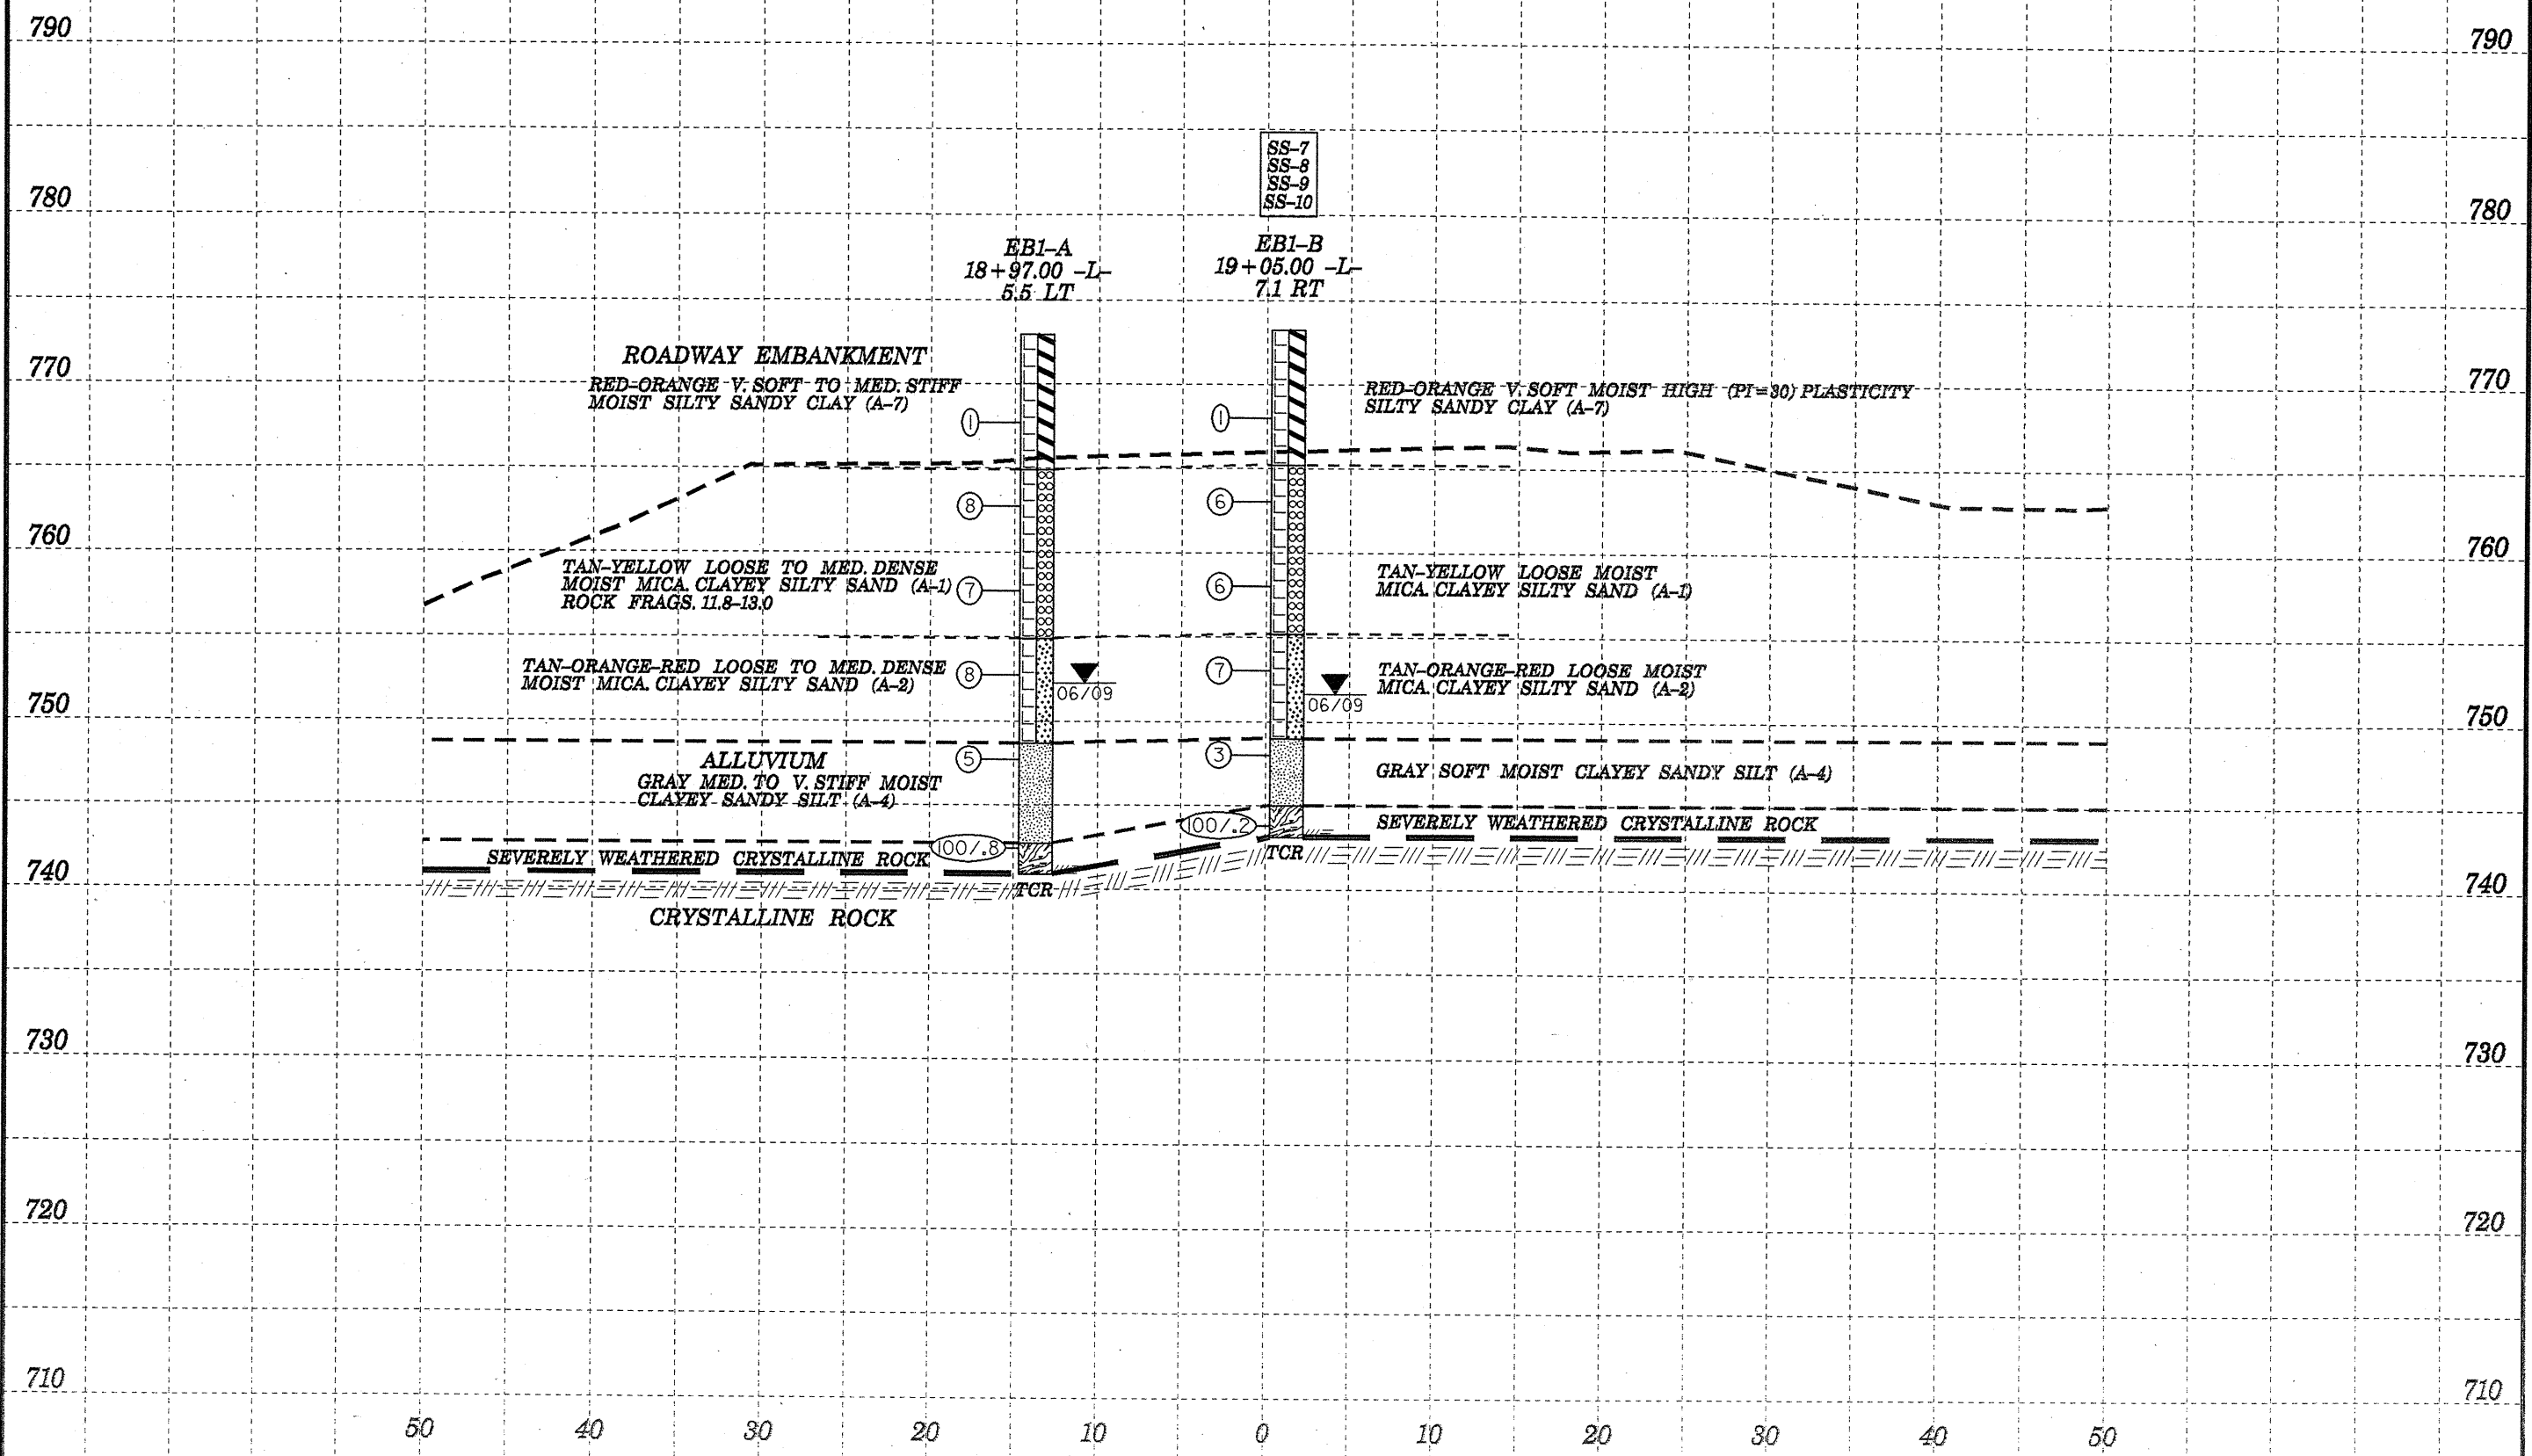 790 790
SS-7
SS-8
SS-9
SS-10
780 780
EB1-A
18+97.00 -L-
5.5 LT
EB1-B
19+05.00 -L-
7.1 RT
ROADWAY EMBANKMENT
770 770
RED-ORANGE V. SOFT TO MED. STIFF
MOIST SILTY SANDY CLAY (A-7)
RED-ORANGE V. SOFT MOIST HIGH (PI=30) PLASTICITY
SILTY SANDY CLAY (A-7)
1 1
8 6
760 760
TAN-YELLOW LOOSE TO MED. DENSE
MOIST MICA. CLAYEY SILTY SAND (A-1)
ROCK FRAGS. 11.8-13.0
7 6
TAN-YELLOW LOOSE MOIST
MICA. CLAYEY SILTY SAND (A-1)
TAN-ORANGE-RED LOOSE TO MED. DENSE
MOIST MICA. CLAYEY SILTY SAND (A-2)
8 06/09
7 06/09
TAN-ORANGE-RED LOOSE MOIST
MICA. CLAYEY SILTY SAND (A-2)
750 750
ALLUVIUM
GRAY MED. TO V. STIFF MOIST
CLAYEY SANDY SILT (A-4)
5 3
GRAY SOFT MOIST CLAYEY SANDY SILT (A-4)
100/.8 100/.2
SEVERELY WEATHERED CRYSTALLINE ROCK
SEVERELY WEATHERED CRYSTALLINE ROCK
740 740
TCR TCR
CRYSTALLINE ROCK
730 730
720 720
710 710
50 40 30 20 10 0 10 20 30 40 50